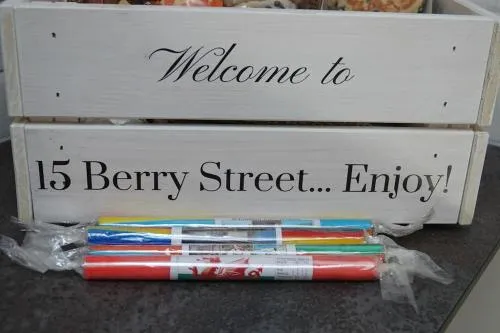 Welcome to
15 Berry Street... Enjoy!